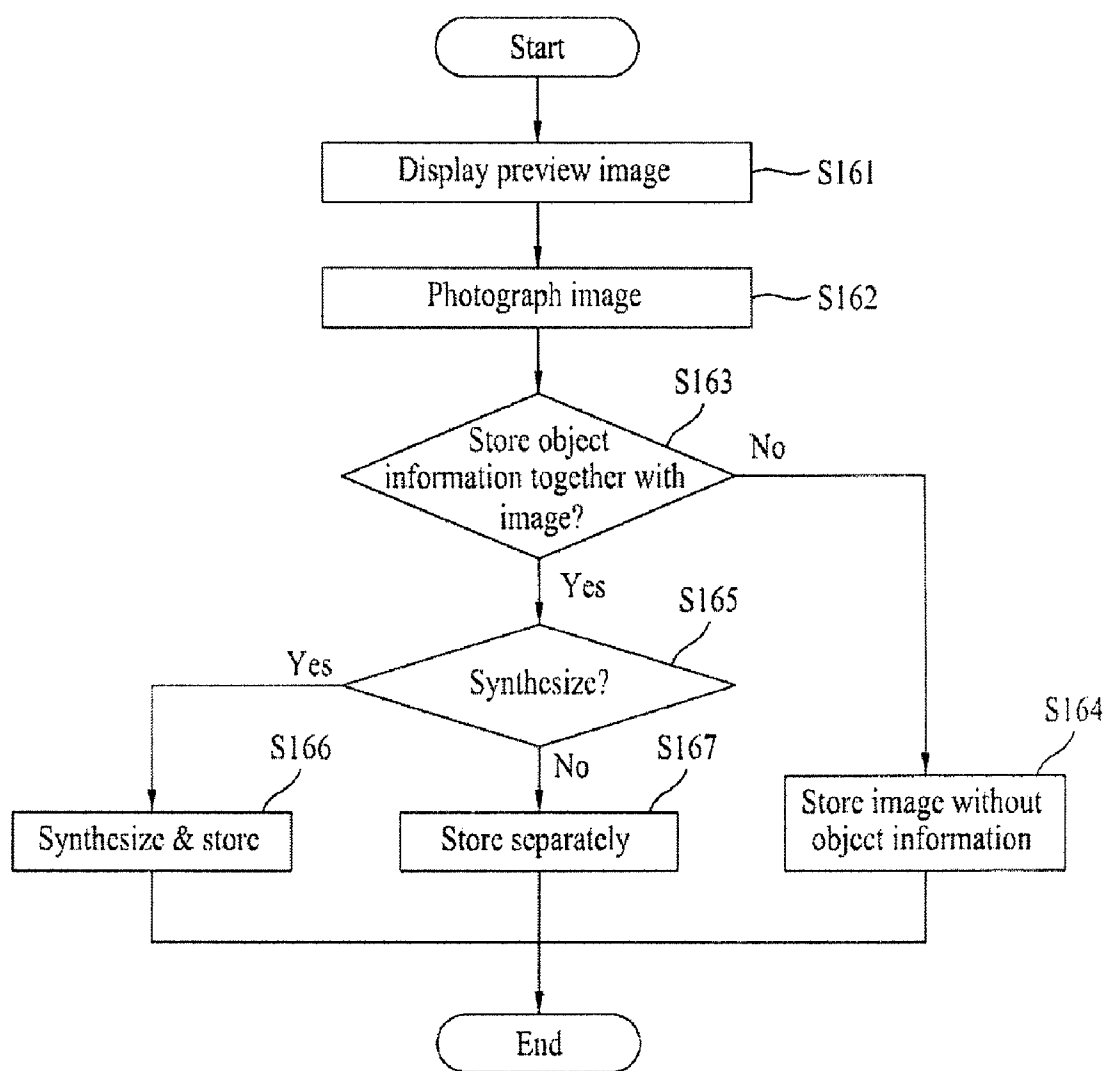 Start
Display preview image
S161
Photograph image
S162
S163
Store object
information together with
image?
No
Yes
S165
Yes
Synthesize?
S166
No
S167
S164
Synthesize & store
Store separately
Store image without
object information
End